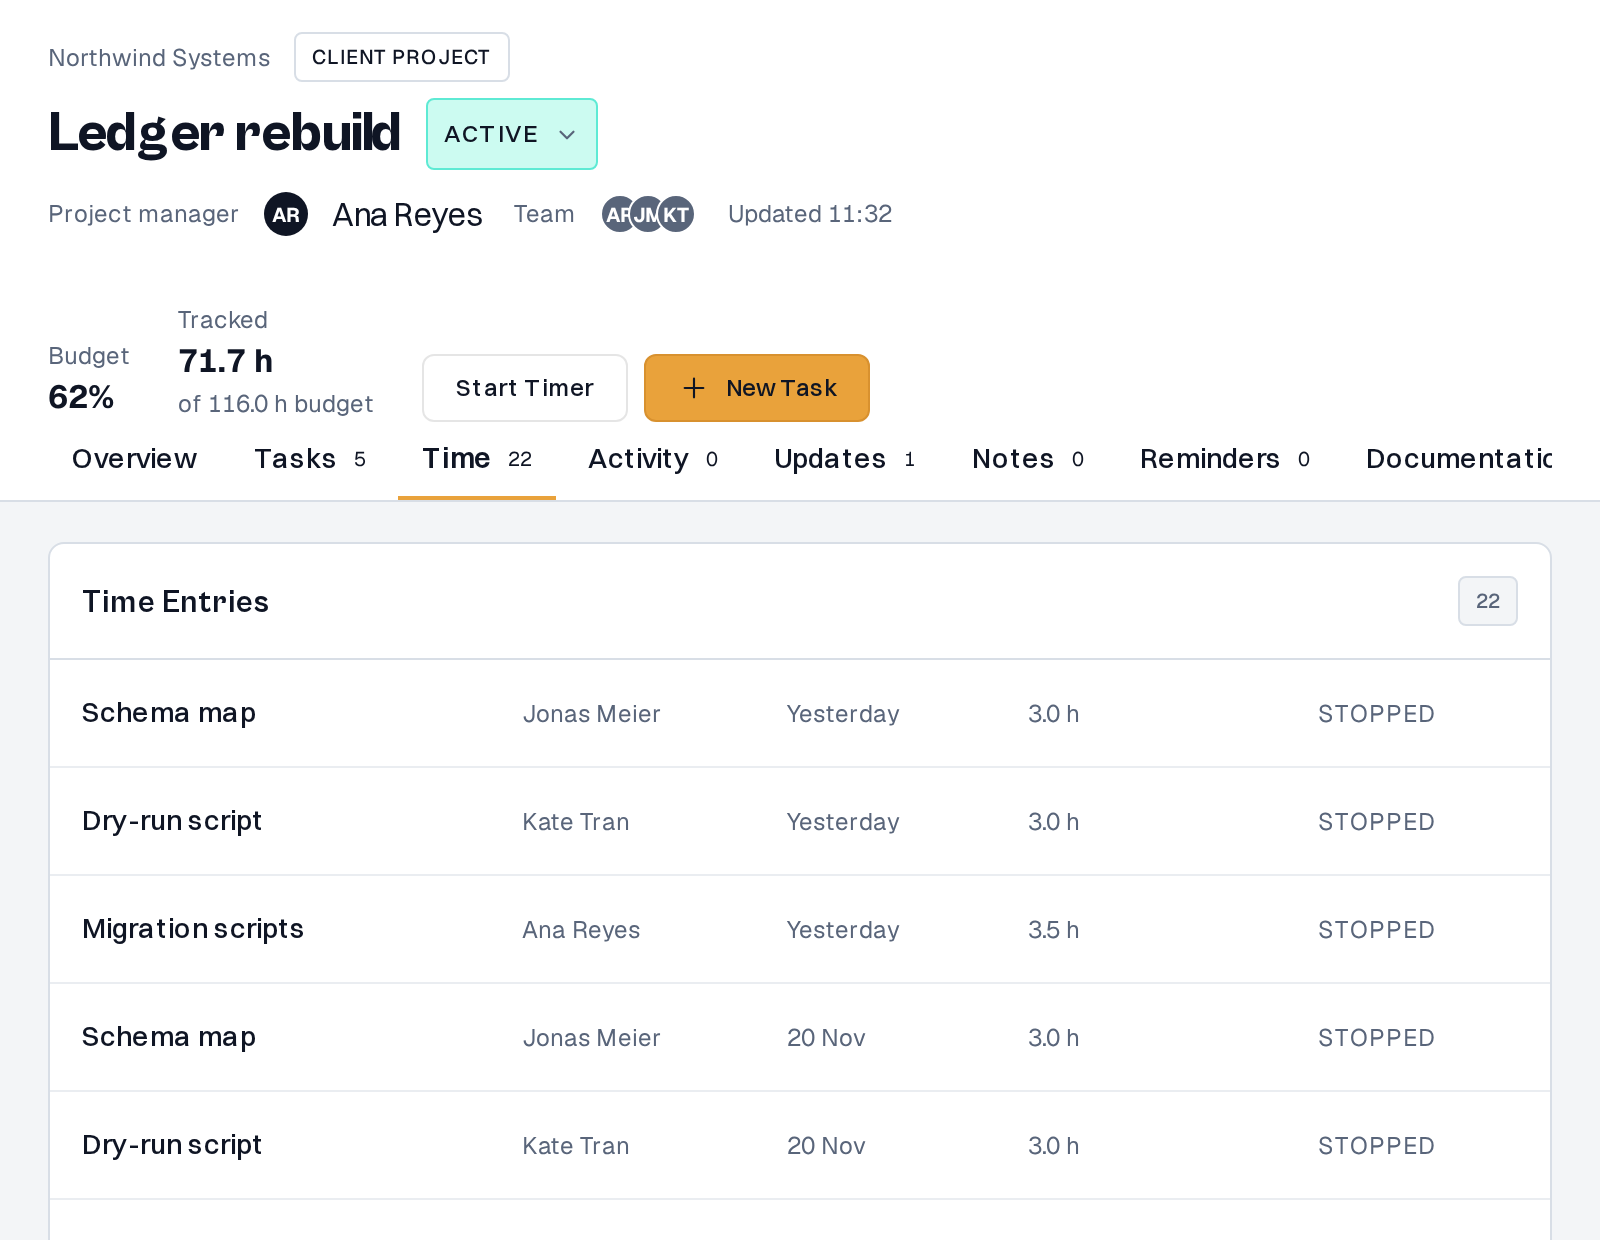 Northwind Systems CLIENT PROJECT
Ledger rebuild ACTIVE
Project manager AR Ana Reyes Team JM KT Updated 11:32
Tracked
Budget 71.7 h
62% of 116.0 h budget Start Timer New Task
Overview Tasks 5 Time 22 Activity 0 Updates 1 Notes 0 Reminders 0
Time Entries 22
Schema map Jonas Meier Yesterday 3.0 h STOPPED
Dry-run script Kate Tran Yesterday 3.0 h STOPPED
Migration scripts Ana Reyes Yesterday 3.5 h STOPPED
Schema map Jonas Meier 20 Nov 3.0 h STOPPED
Dry-run script Kate Tran 20 Nov 3.0 h STOPPED